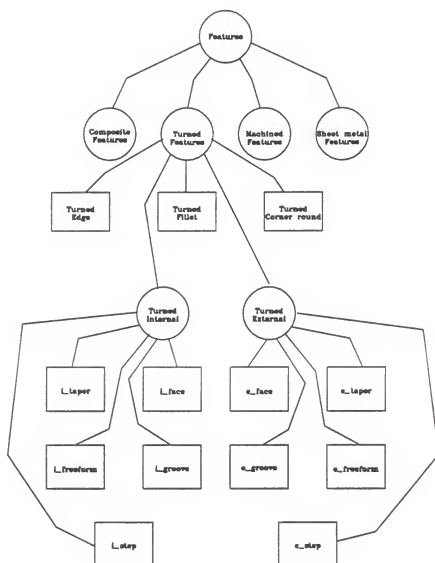 Features
Composite
Features
Turned
Features
Machined
Features
Sheet metal
Features
Turned
Edge
Turned
Fillet
Turned
Corner round
Turned
Internal
Turned
External
i_taper
i_face
e_face
e_taper
i_freeform
i_groove
e_groove
e_freeform
i_step
e_step